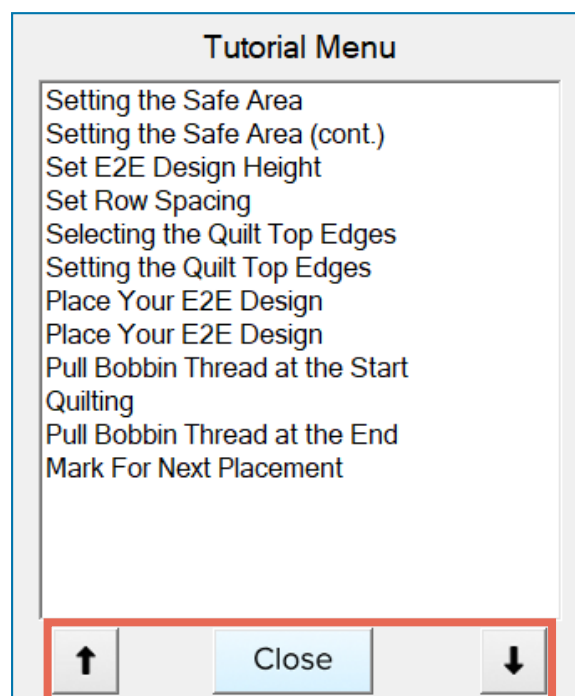 Tutorial Menu
Setting the Safe Area
Setting the Safe Area (cont.)
Set E2E Design Height
Set Row Spacing
Selecting the Quilt Top Edges
Setting the Quilt Top Edges
Place Your E2E Design
Place Your E2E Design
Pull Bobbin Thread at the Start
Quilting
Pull Bobbin Thread at the End
Mark For Next Placement
Close